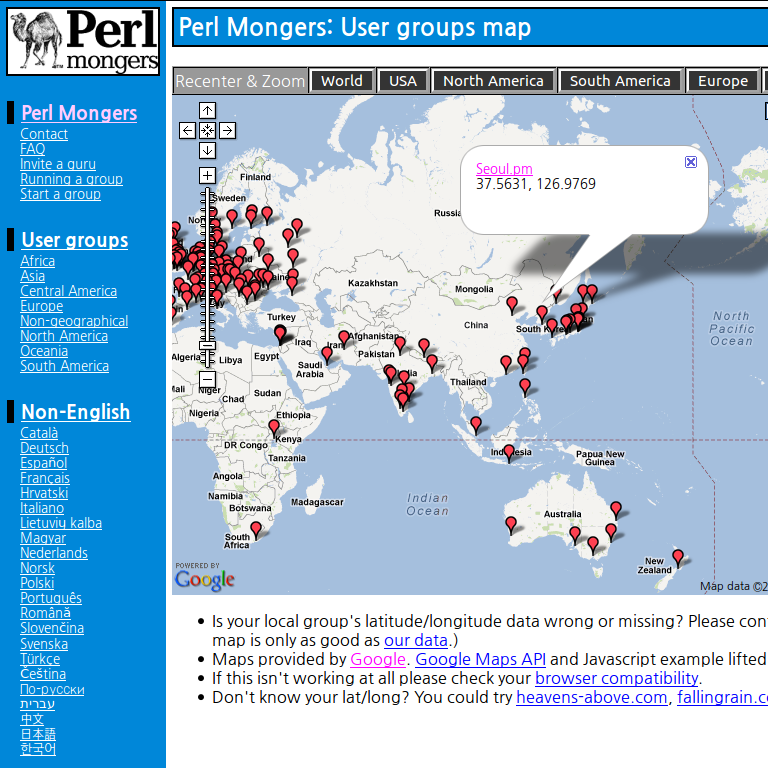 Perl
mongers
Perl Mongers
Contact
FAQ
Invite a guru
Running a group
Start a group
User groups
Africa
Asia
Central America
Europe
Non-geographical
North America
Oceania
South America
Non-English
Català
Deutsch
Español
Français
Hrvatski
Italiano
Lietuvių kalba
Magyar
Nederlands
Norsk
Polski
Português
Română
Slovenčina
Svenska
Türkçe
Čeština
По-русски
עברית
中文
日本語
한국어
Perl Mongers: User groups map
Recenter & Zoom World USA North America South America Europe
Seoul.pm
37.5631, 126.9769
Finland
Sweden
Russia
Kazakhstan
Mongolia
Turkey
China
South Korea
North
Pacific
Ocean
Afghanistan
Iraq
Iran
Pakistan
Algeria
Libya
Egypt
Saudi
Arabia
Thailand
Mali
Niger
Chad
Sudan
Nigeria
Ethiopia
Kenya
DR Congo
Tanzania
Indonesia
Papua New
Guinea
Angola
Namibia
Botswana
Madagascar
Indian
Ocean
Australia
South
Africa
New
Zealand
POWERED BY
Google
Map data ©2
Is your local group's latitude/longitude data wrong or missing? Please con
map is only as good as our data.)
Maps provided by Google. Google Maps API and Javascript example lifted
If this isn't working at all please check your browser compatibility.
Don't know your lat/long? You could try heavens-above.com, fallingrain.c